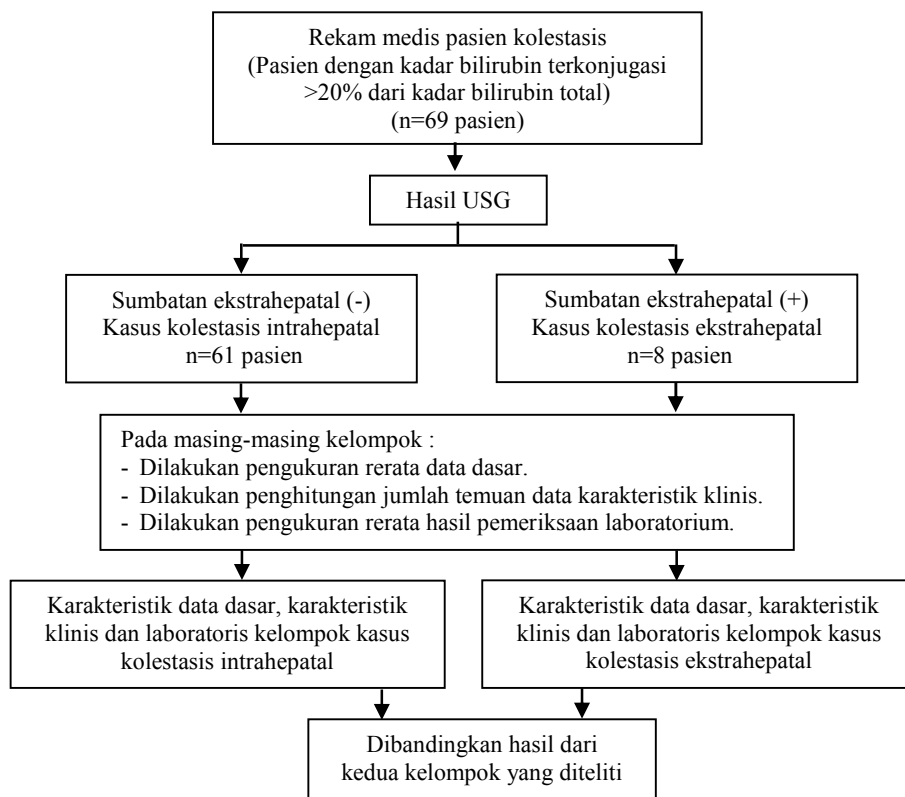 Rekam medis pasien kolestasis
(Pasien dengan kadar bilirubin terkonjugasi
>20% dari kadar bilirubin total)
(n=69 pasien)
Hasil USG
Sumbatan ekstrahepatal (-)
Kasus kolestasis intrahepatal
n=61 pasien
Sumbatan ekstrahepatal (+)
Kasus kolestasis ekstrahepatal
n=8 pasien
Pada masing-masing kelompok :
- Dilakukan pengukuran rerata data dasar.
- Dilakukan penghitungan jumlah temuan data karakteristik klinis.
- Dilakukan pengukuran rerata hasil pemeriksaan laboratorium.
Karakteristik data dasar, karakteristik
klinis dan laboratoris kelompok kasus
kolestasis intrahepatal
Karakteristik data dasar, karakteristik
klinis dan laboratoris kelompok kasus
kolestasis ekstrahepatal
Dibandingkan hasil dari
kedua kelompok yang diteliti